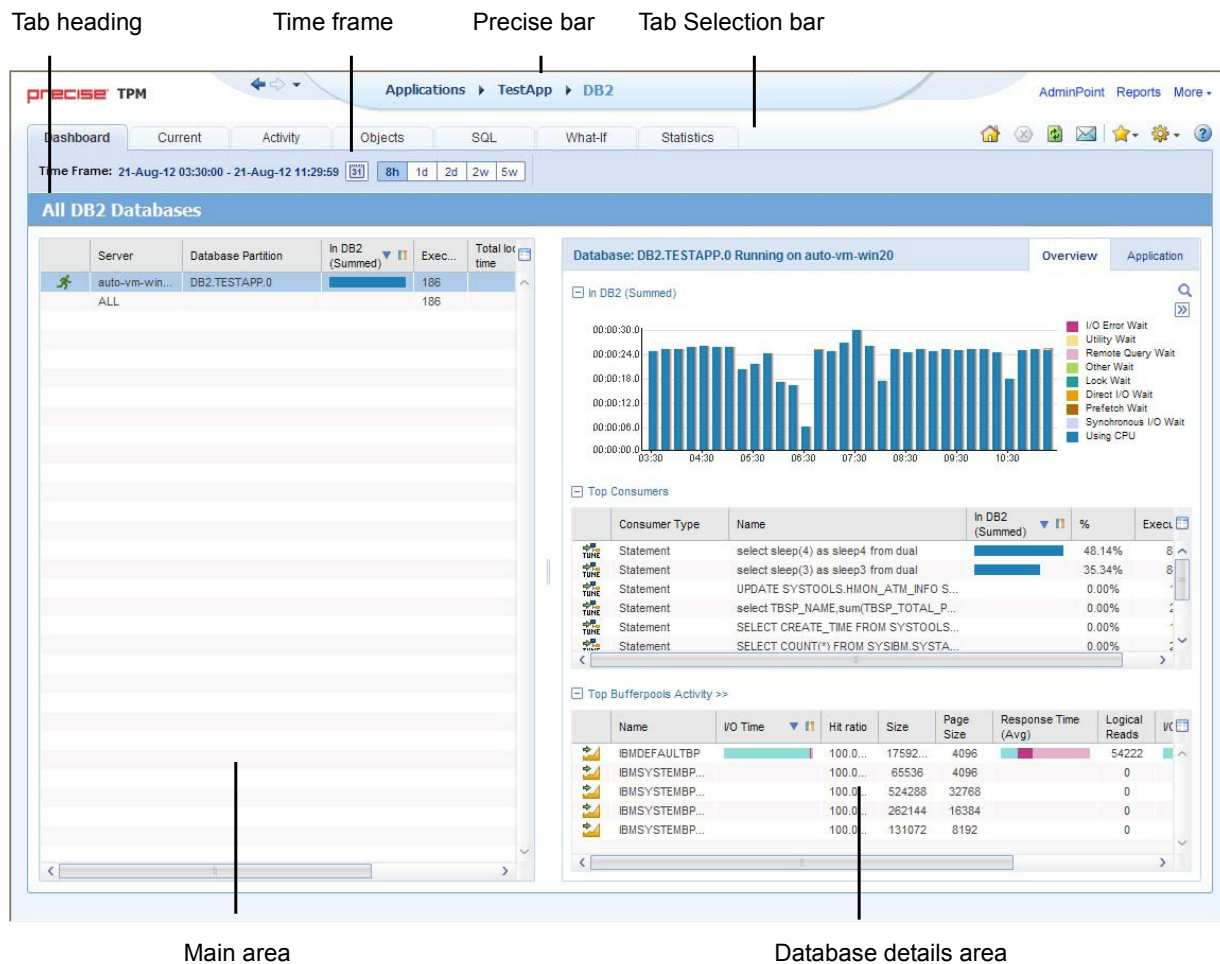 Tab heading Time frame Precise bar Tab Selection bar
precise TPM Applications TestApp DB2 AdminPoint Reports More
Dashboard Current Activity Objects SQL What-If Statistics
Time Frame: 21-Aug-12 03:30:00 - 21-Aug-12 11:29:59 31 8h 1d 2d 2w 5w
All DB2 Databases
Server Database Partition In DB2 (Summed) Exec... Total loc time
auto-vm-win... DB2.TESTAPP.0 186
ALL 186
Database: DB2.TESTAPP.0 Running on auto-vm-win20 Overview Application
In DB2 (Summed)
00:00:30.0
00:00:24.0
00:00:18.0
00:00:12.0
00:00:06.0
00:00:00.0
03:30 04:30 05:30 06:30 07:30 08:30 09:30 10:30
I/O Error Wait
Utility Wait
Remote Query Wait
Other Wait
Lock Wait
Direct I/O Wait
Prefetch Wait
Synchronous I/O Wait
Using CPU
Top Consumers
Consumer Type Name In DB2 (Summed) % Execu
TUNE Statement select sleep(4) as sleep4 from dual 48.14% 8
TUNE Statement select sleep(3) as sleep3 from dual 35.34% 8
TUNE Statement UPDATE SYSTOOLS.HMON_ATM_INFO S... 0.00%
TUNE Statement select TBSP_NAME,sum(TBSP_TOTAL_P... 0.00%
TUNE Statement SELECT CREATE_TIME FROM SYSTOOLS... 0.00%
Statement SELECT COUNT(*) FROM SYSIBM.SYSTA... 0.00%
Top Bufferpools Activity >>
Name I/O Time Hit ratio Size Page Size Response Time (Avg) Logical Reads I/C
IBMDEFAULTBP 100.0... 17592... 4096 54222
IBMSYSTEMBP... 100.0... 65536 4096 0
IBMSYSTEMBP... 100.0... 524288 32768 0
IBMSYSTEMBP... 100.0... 262144 16384 0
IBMSYSTEMBP... 100.0... 131072 8192 0
Main area Database details area